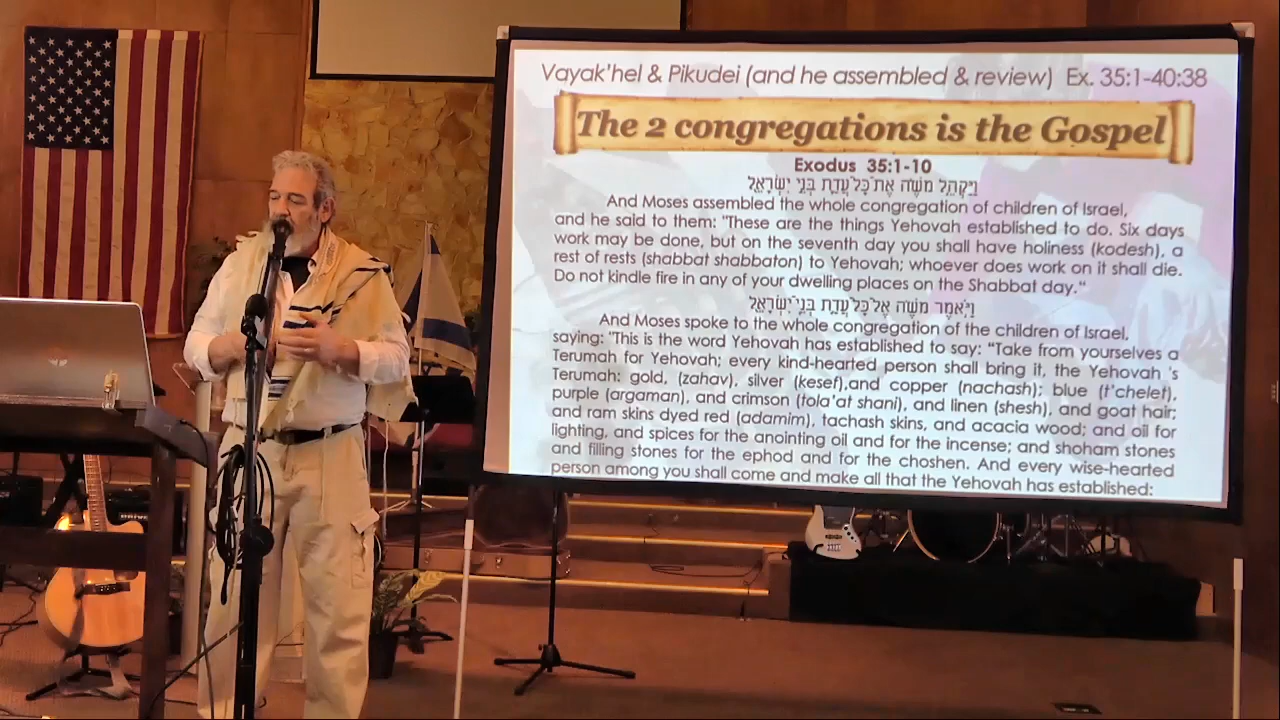 Vayak'hel & Pikudei (and he assembled & review) Ex. 35:1-40:38
The 2 congregations is the Gospel
Exodus 35:1-10
וַיַּקְהֵל מֹשֶׁה אֶת־כׇּל־עֲדַת בְּנֵי יִשְׂרָאֵל
And Moses assembled the whole congregation of children of Israel,
and he said to them: "These are the things Yehovah established to do. Six days
work may be done, but on the seventh day you shall have holiness (kodesh), a
rest of rests (shabbat shabbaton) to Yehovah; whoever does work on it shall die.
Do not kindle fire in any of your dwelling places on the Shabbat day."
וַיֹּאמֶר מֹשֶׁה אֶל־כׇּל־עֲדַת בְּנֵי־יִשְׂרָאֵל
And Moses spoke to the whole congregation of the children of Israel,
saying: "This is the word Yehovah has established to say: "Take from yourselves a
Terumah for Yehovah; every kind-hearted person shall bring it, the Yehovah 's
Terumah: gold, (zahav), silver (kesef),and copper (nachash); blue (t'chelet),
purple (argaman), and crimson (tola'at shani), and linen (shesh), and goat hair;
and ram skins dyed red (adamim), tachash skins, and acacia wood; and oil for
lighting, and spices for the anointing oil and for the incense; and shoham stones
and filling stones for the ephod and for the choshen. And every wise-hearted
person among you shall come and make all that the Yehovah has established: